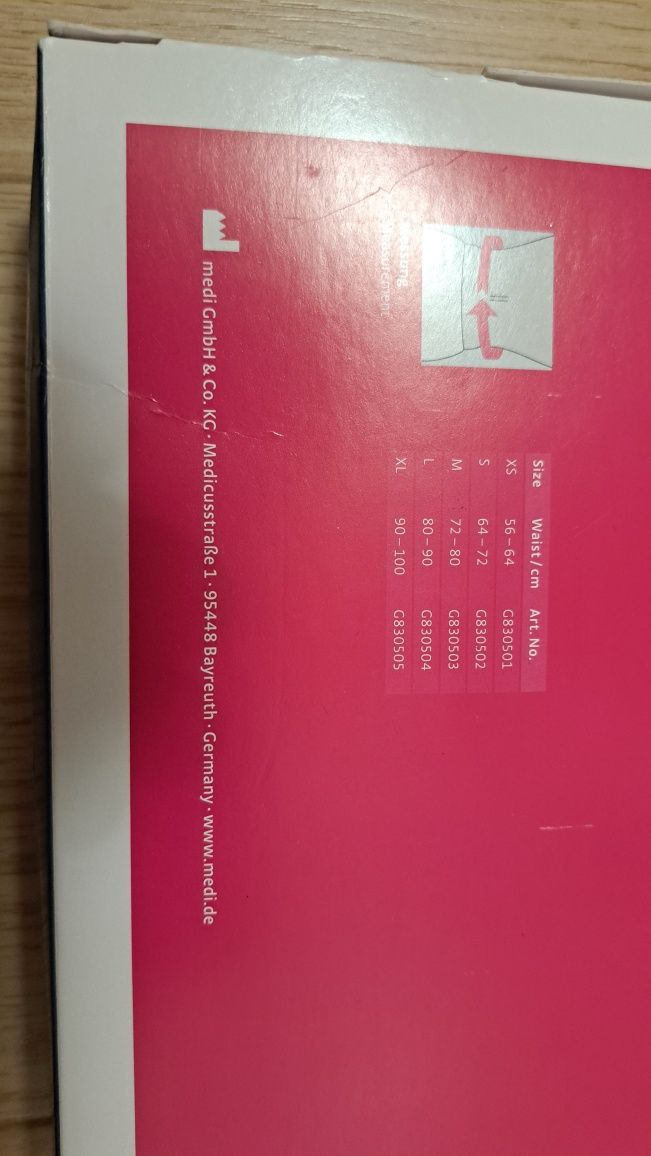 Measurement
Size Waist / cm Art. No.
XS 56 – 64 G830501
S 64 – 72 G830502
M 72 – 80 G830503
L 80 – 90 G830504
XL 90 – 100 G830505
medi GmbH & Co. KG · Medicusstraße 1 · 95448 Bayreuth · Germany · www.medi.de